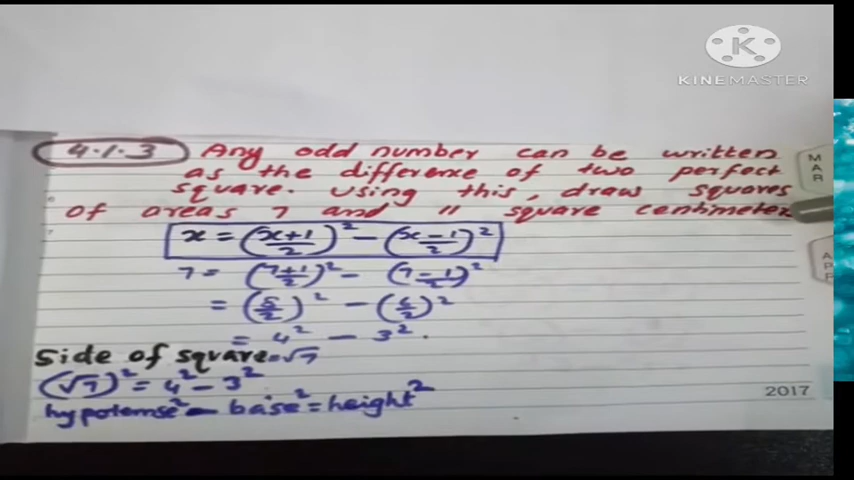 KINEMASTER
4.1.3 Any odd number can be written
as the difference of two perfect
square. Using this, draw squares
of areas 7 and 11 square centimeter
x = (x+1/2)² - (x-1/2)²
7 = (7+1/2)² - (7-1/2)²
= (8/2)² - (6/2)²
= 4² - 3².
Side of square = √7
(√7)² = 4² - 3²
hypotemse² - base² = height²
2017
MAR